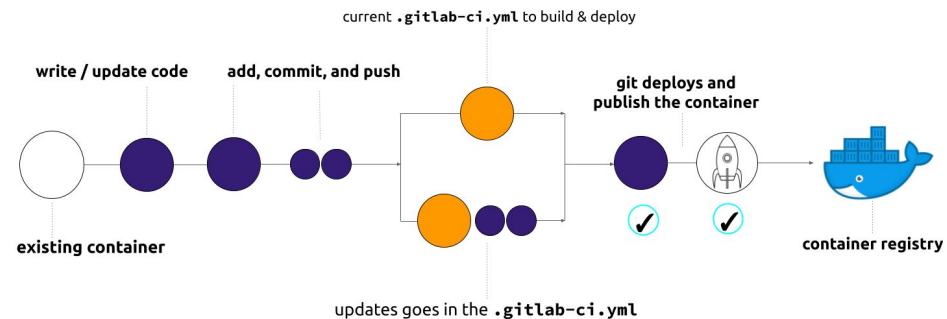 current .gitlab-ci.yml to build & deploy
write / update code
add, commit, and push
git deploys and
publish the container
existing container
container registry
updates goes in the .gitlab-ci.yml